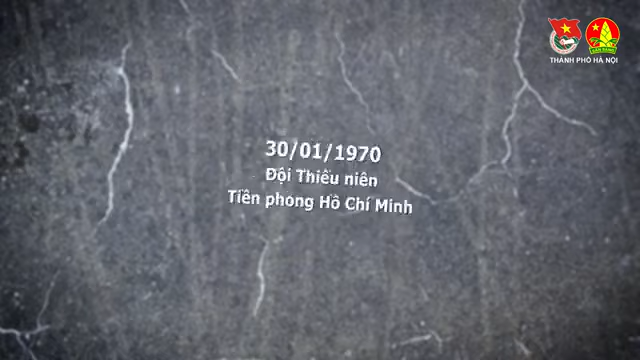 THÀNH PHỐ HÀ NỘI
30/01/1970
Đội Thiếu niên
Tiền phong Hồ Chí Minh